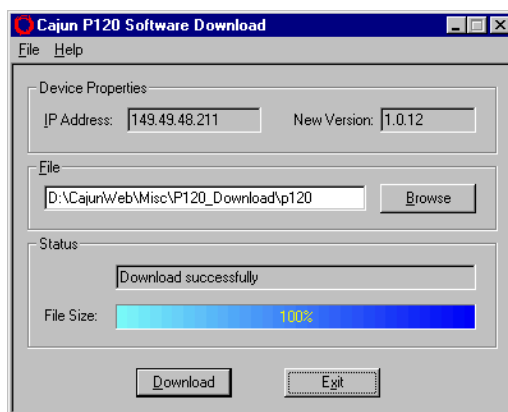 Cajun P120 Software Download
File Help
Device Properties
IP Address: 149.49.48.211 New Version: 1.0.12
File
D:\CajunWeb\Misc\P120_Download\p120 Browse
Status
Download successfully
File Size: 100%
Download Exit